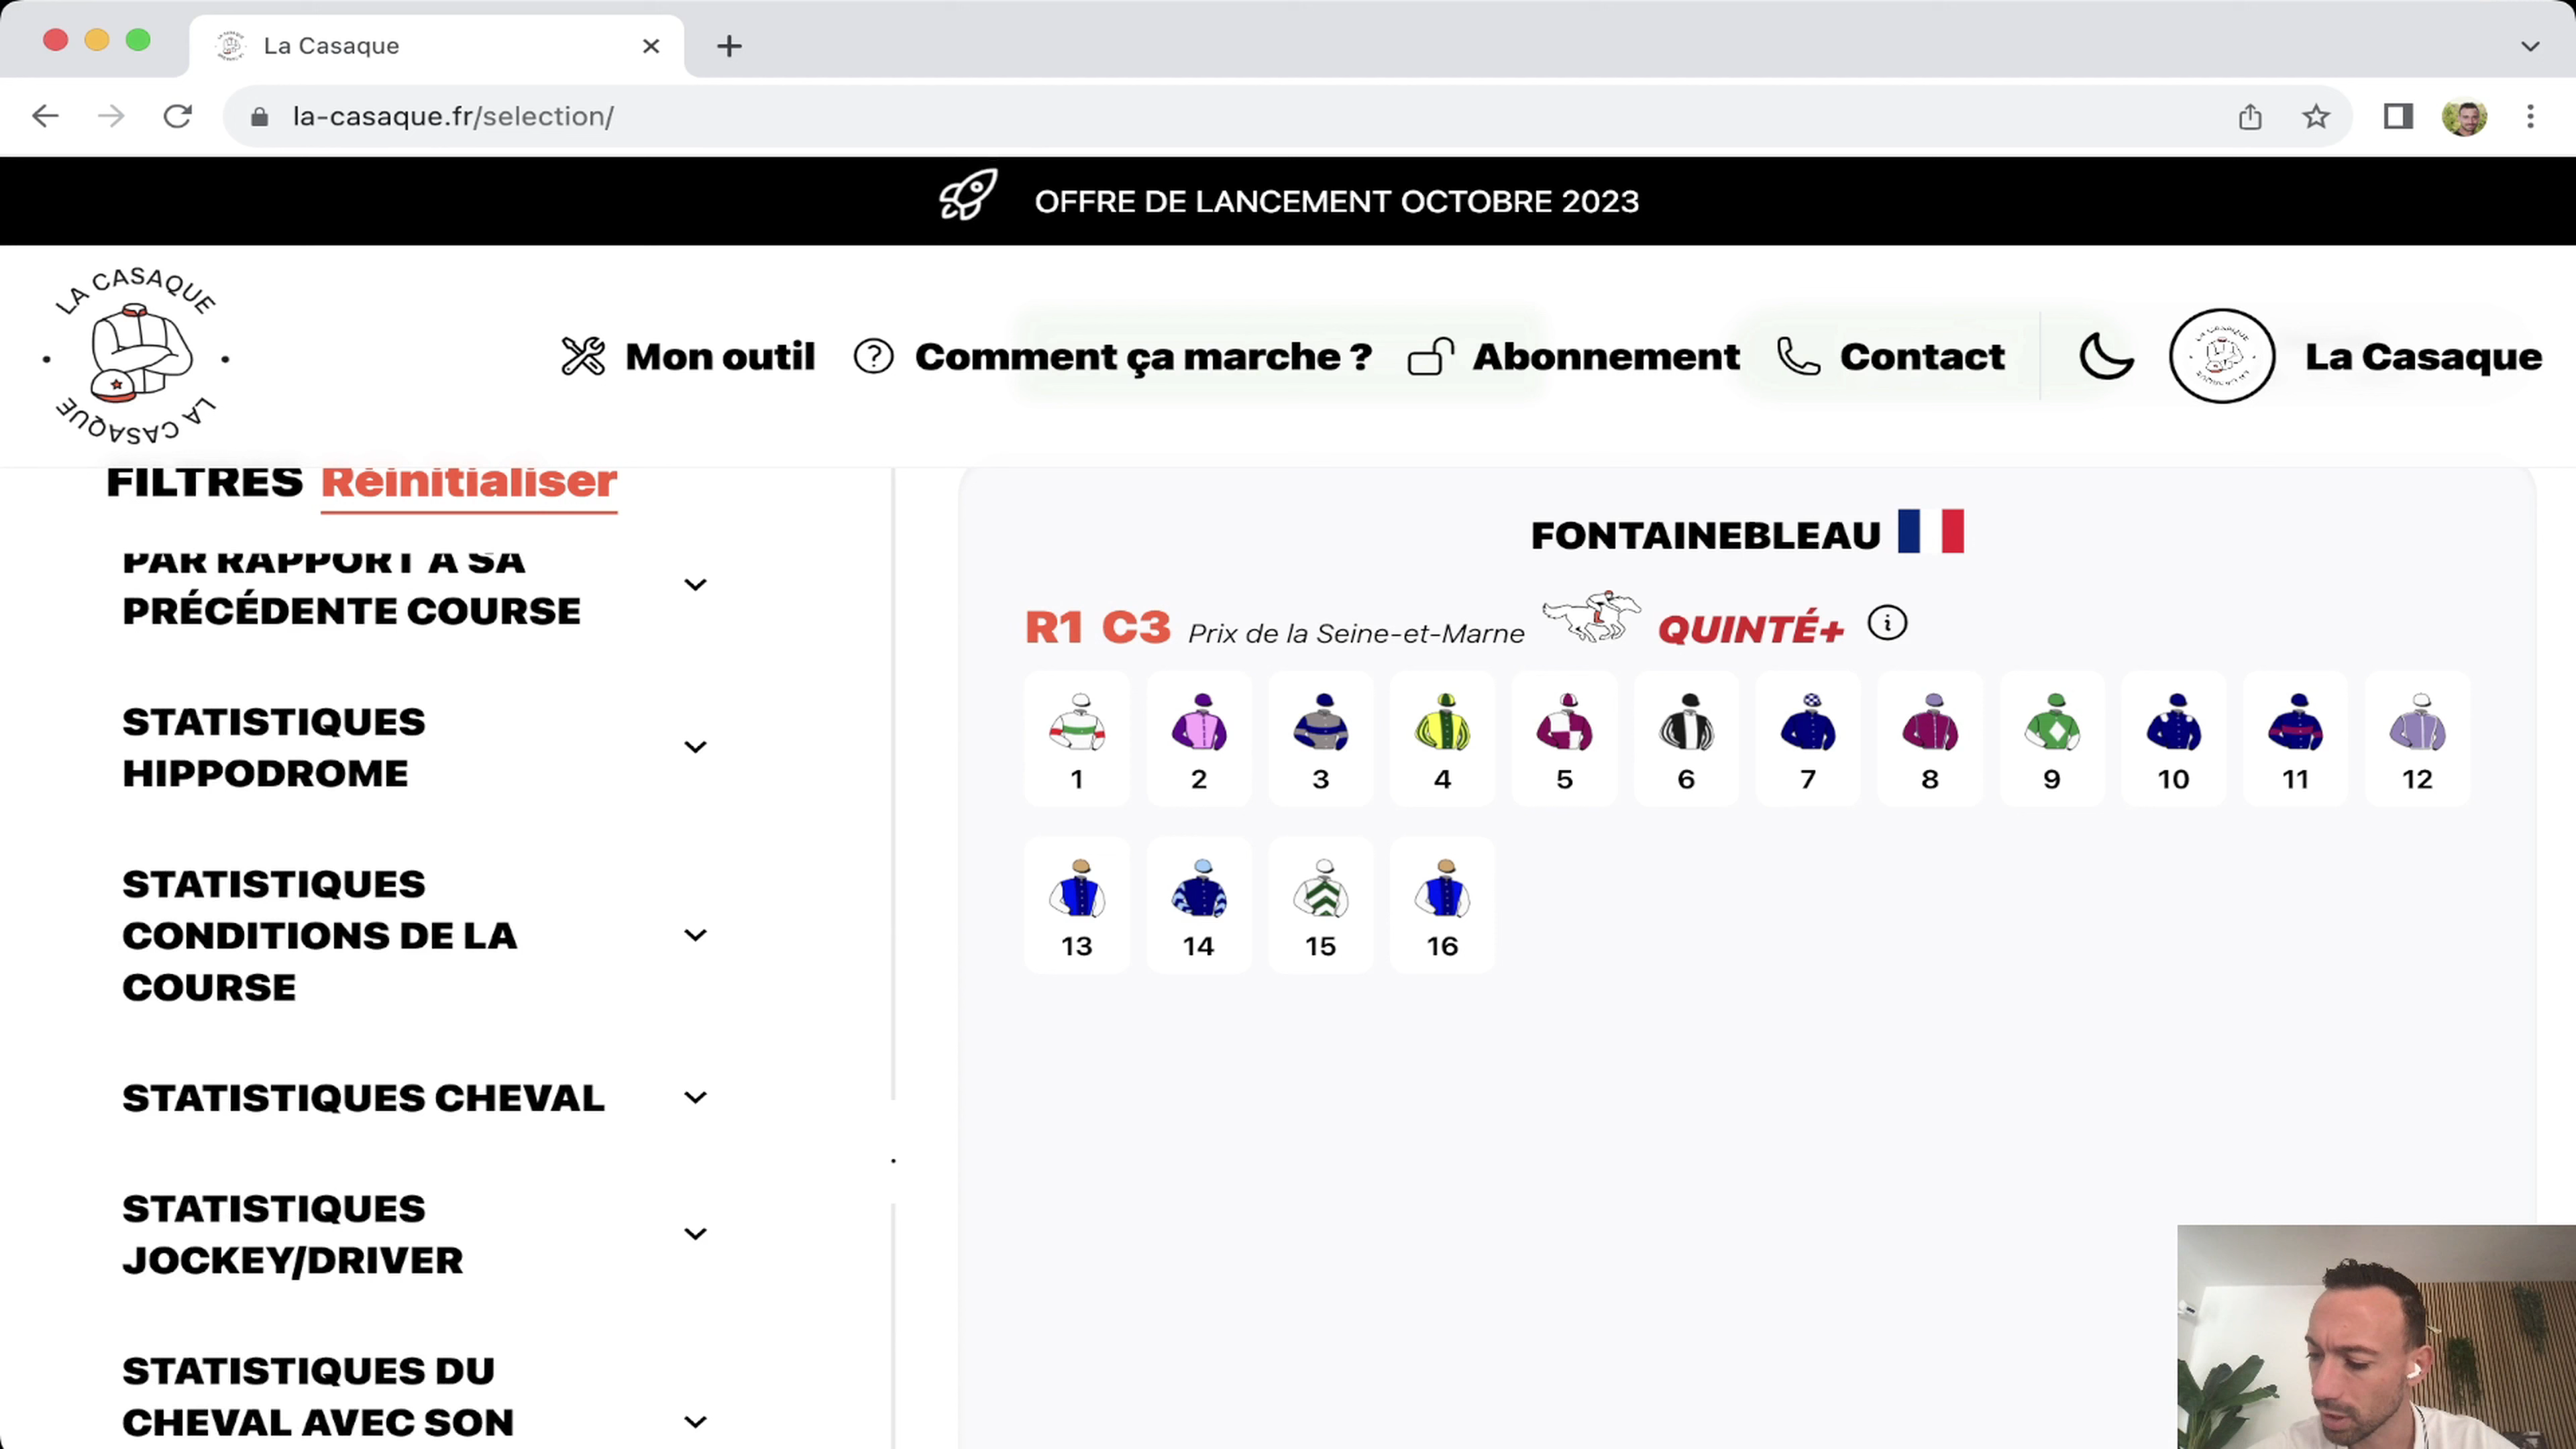 La Casaque
la-casaque.fr/selection/
OFFRE DE LANCEMENT OCTOBRE 2023
LA CASAQUE
LA CASAQUE
Mon outil
Comment ça marche ?
Abonnement
Contact
La Casaque
FILTRES Réinitialiser
PAR RAPPORT A SA
PRÉCÉDENTE COURSE
STATISTIQUES
HIPPODROME
STATISTIQUES
CONDITIONS DE LA
COURSE
STATISTIQUES CHEVAL
STATISTIQUES
JOCKEY/DRIVER
STATISTIQUES DU
CHEVAL AVEC SON
FONTAINEBLEAU
R1 C3 Prix de la Seine-et-Marne QUINTÉ+
1 2 3 4 5 6 7 8 9 10 11 12
13 14 15 16